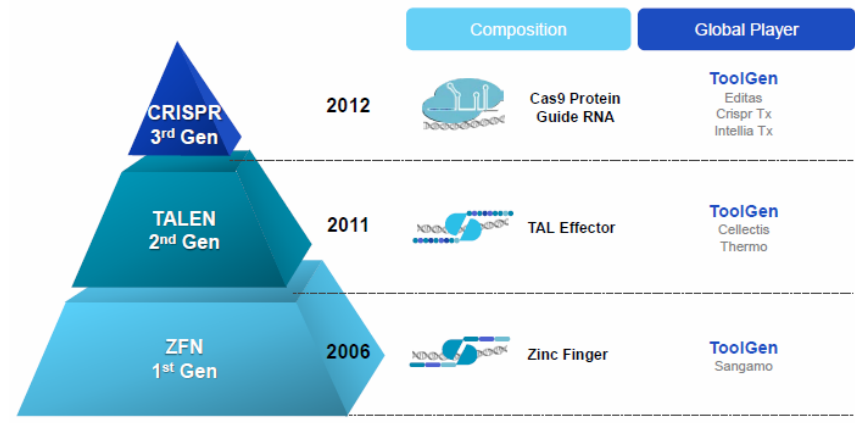 Composition
Global Player
CRISPR
3rd Gen
2012
Cas9 Protein
Guide RNA
ToolGen
Editas
Crispr Tx
Intellia Tx
TALEN
2nd Gen
2011
TAL Effector
ToolGen
Cellectis
Thermo
ZFN
1st Gen
2006
Zinc Finger
ToolGen
Sangamo